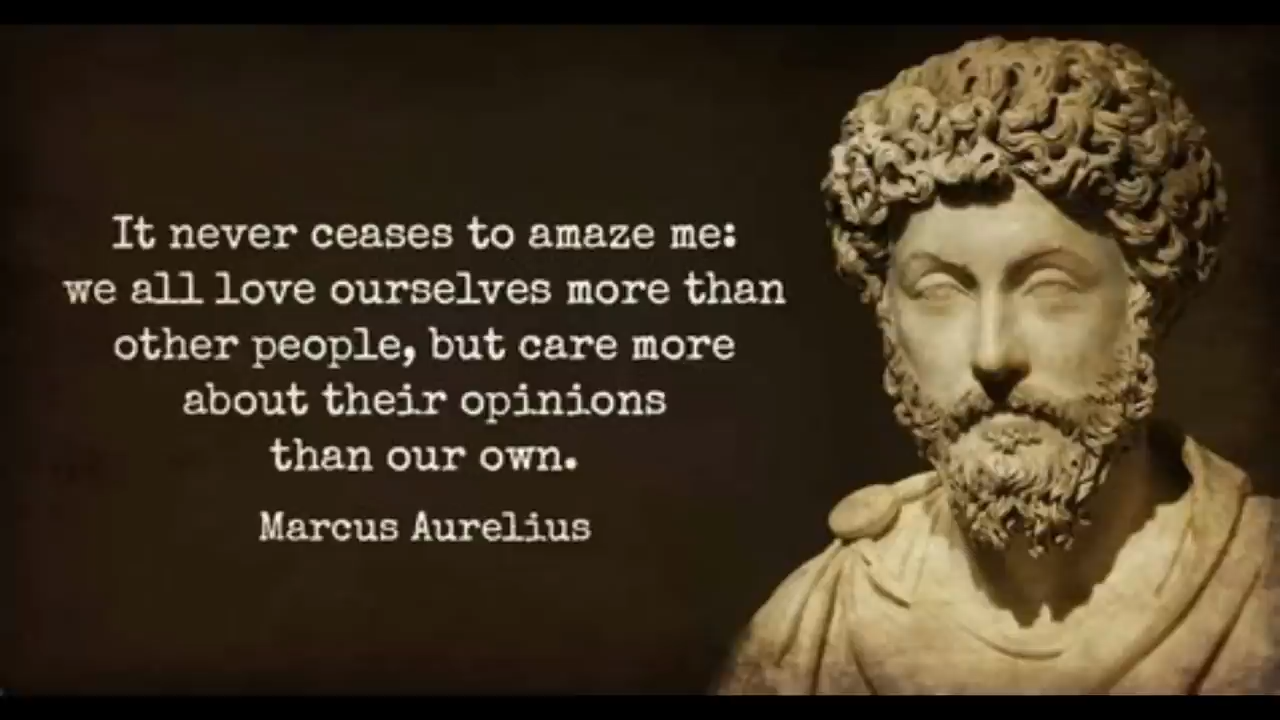 It never ceases to amaze me:
we all love ourselves more than
other people, but care more
about their opinions
than our own.
Marcus Aurelius